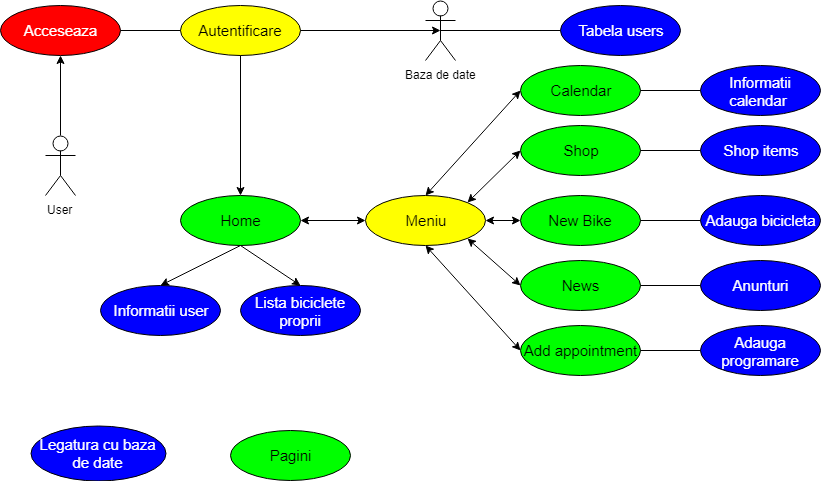 Acceseaza
Autentificare
Baza de date
Tabela users
Calendar
Informatii
calendar
Shop
Shop items
User
Home
Meniu
New Bike
Adauga bicicleta
News
Anunturi
Informatii user
Lista biciclete
proprii
Add appointment
Adauga
programare
Legatura cu baza
de date
Pagini